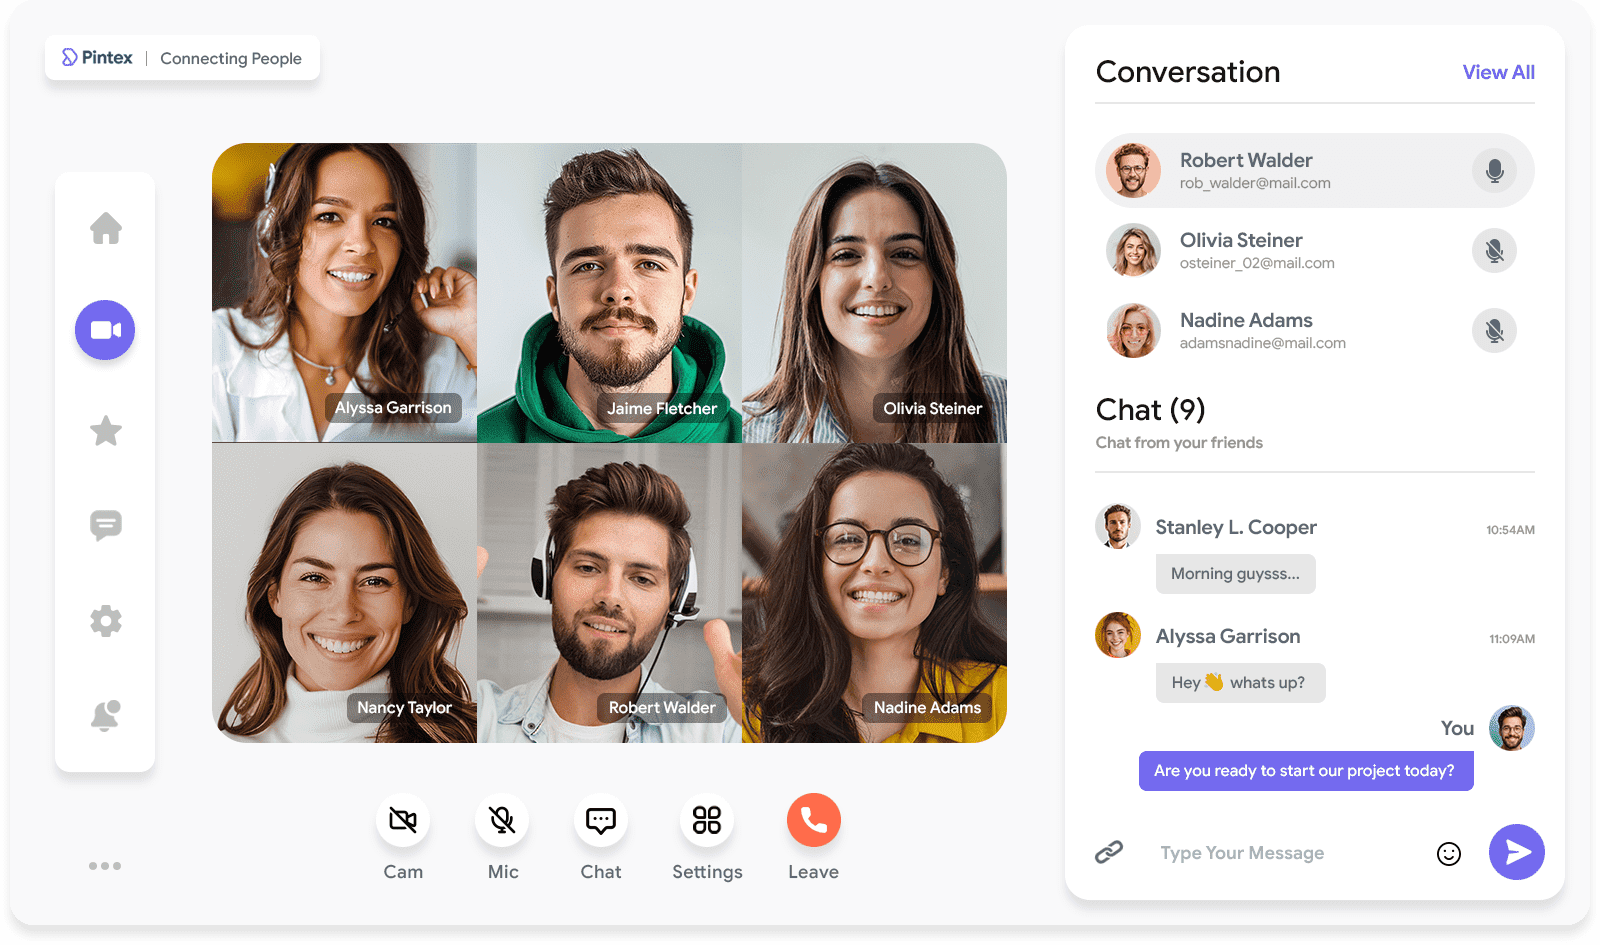 Pintex | Connecting People
Alyssa Garrison
Jaime Fletcher
Olivia Steiner
Nancy Taylor
Robert Walder
Nadine Adams
Cam
Mic
Chat
Settings
Leave
Conversation
View All
Robert Walder
rob_walder@mail.com
Olivia Steiner
osteiner_02@mail.com
Nadine Adams
adamsnadine@mail.com
Chat (9)
Chat from your friends
Stanley L. Cooper
10:54AM
Morning guysss...
Alyssa Garrison
11:09AM
Hey 👋 whats up?
You
Are you ready to start our project today?
Type Your Message